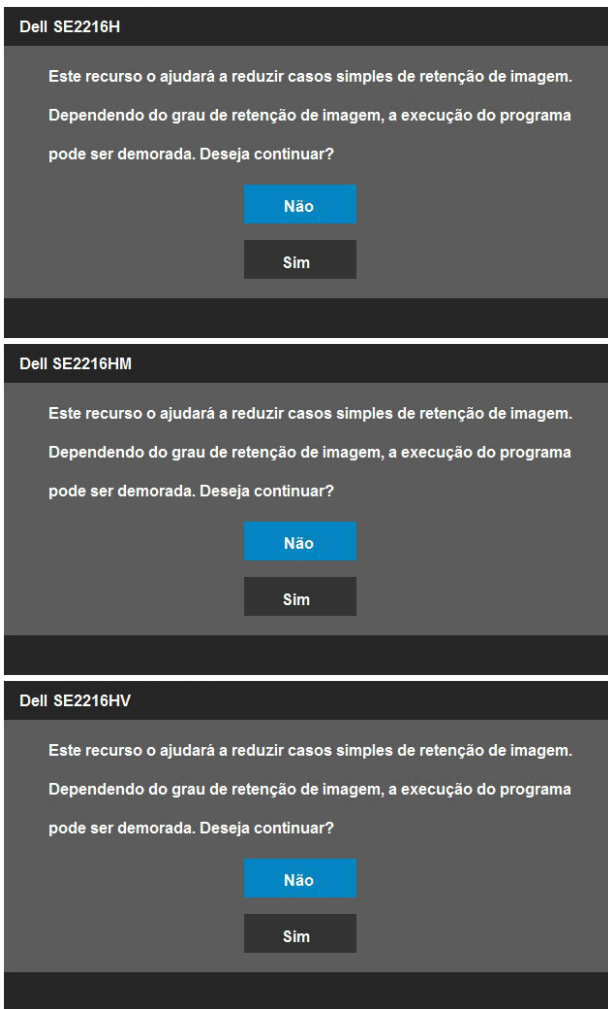 Dell SE2216H
Este recurso o ajudará a reduzir casos simples de retenção de imagem.
Dependendo do grau de retenção de imagem, a execução do programa
pode ser demorada. Deseja continuar?
Não
Sim
Dell SE2216HM
Este recurso o ajudará a reduzir casos simples de retenção de imagem.
Dependendo do grau de retenção de imagem, a execução do programa
pode ser demorada. Deseja continuar?
Não
Sim
Dell SE2216HV
Este recurso o ajudará a reduzir casos simples de retenção de imagem.
Dependendo do grau de retenção de imagem, a execução do programa
pode ser demorada. Deseja continuar?
Não
Sim